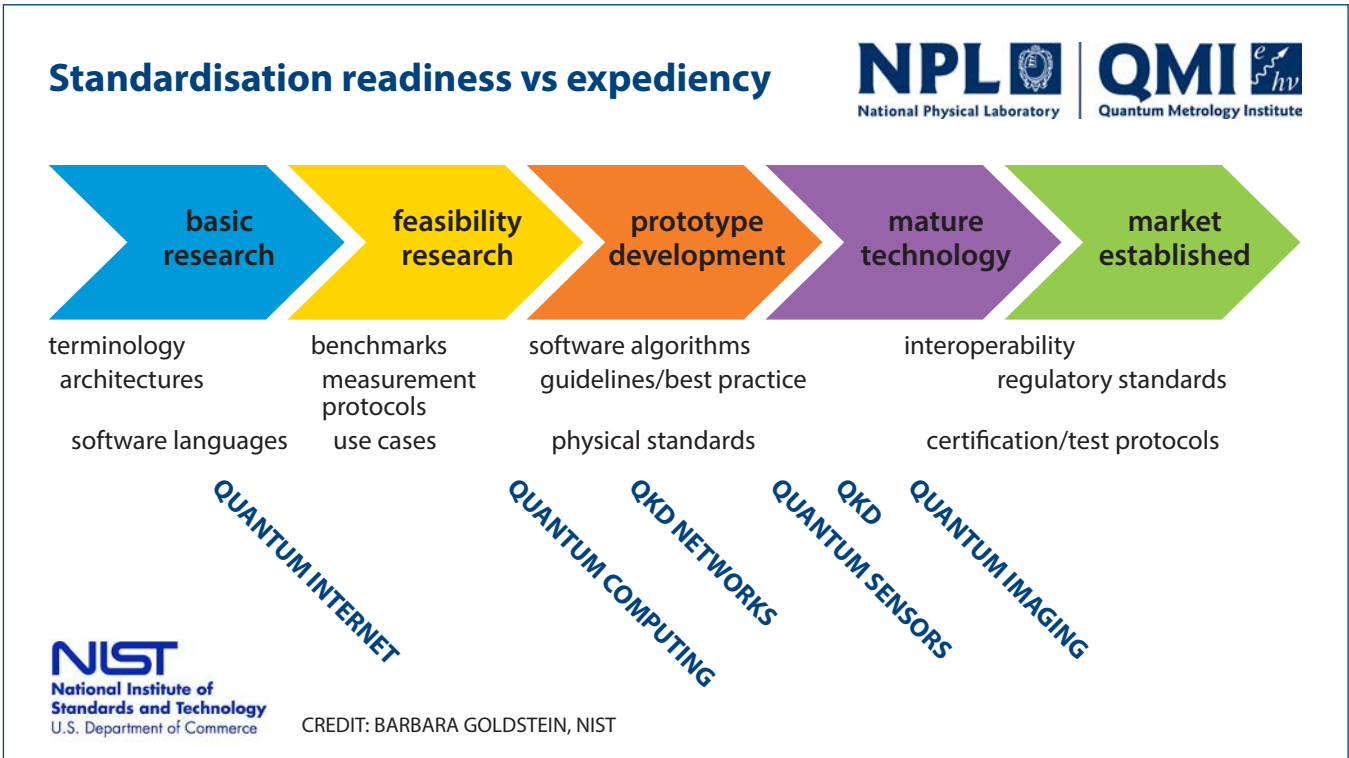 Standardisation readiness vs expediency
NPL
National Physical Laboratory
QMI
e
hν
Quantum Metrology Institute
basic
research
feasibility
research
prototype
development
mature
technology
market
established
terminology
architectures
software languages
benchmarks
measurement
protocols
use cases
software algorithms
guidelines/best practice
physical standards
interoperability
regulatory standards
certification/test protocols
QUANTUM INTERNET
QUANTUM COMPUTING
QKD NETWORKS
QUANTUM SENSORS
QKD
QUANTUM IMAGING
NIST
National Institute of
Standards and Technology
U.S. Department of Commerce
CREDIT: BARBARA GOLDSTEIN, NIST